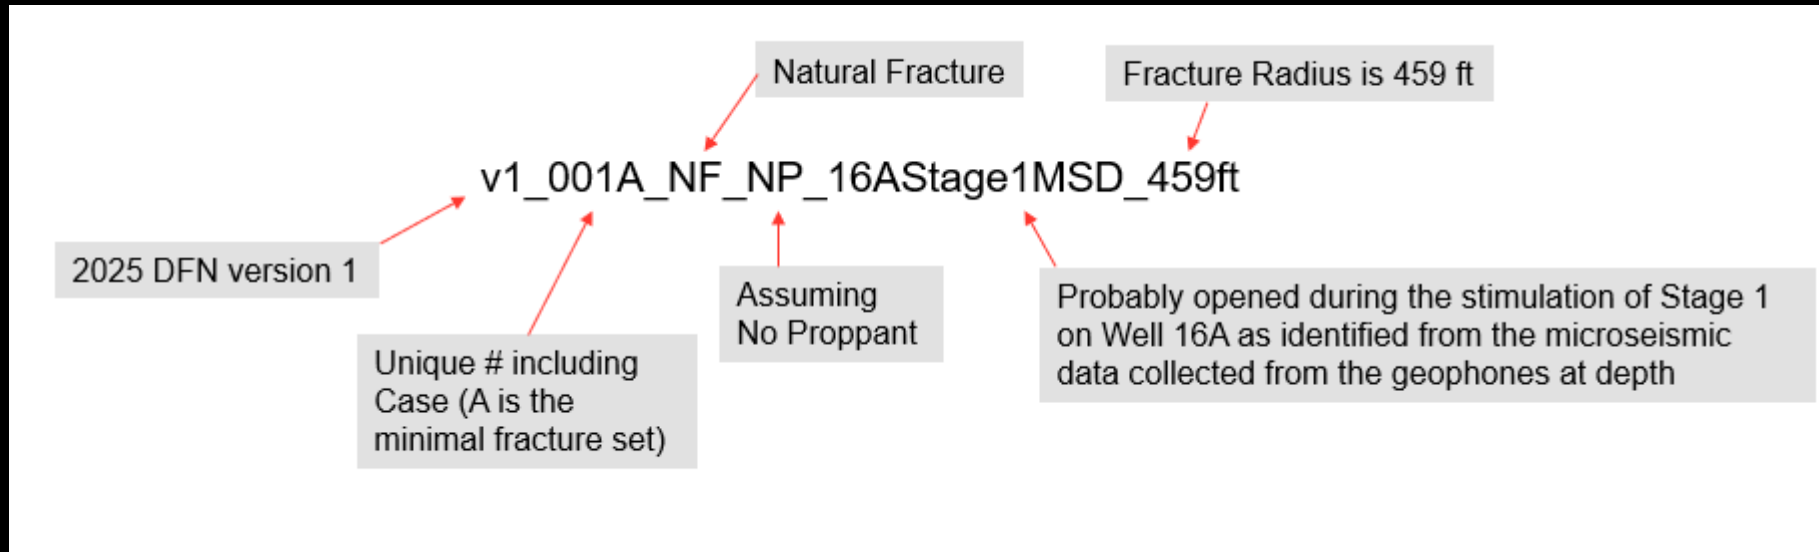 Natural Fracture
Fracture Radius is 459 ft
v1_001A_NF_NP_16AStage1MSD_459ft
2025 DFN version 1
Unique # including
Case (A is the
minimal fracture set)
Assuming
No Proppant
Probably opened during the stimulation of Stage 1
on Well 16A as identified from the microseismic
data collected from the geophones at depth